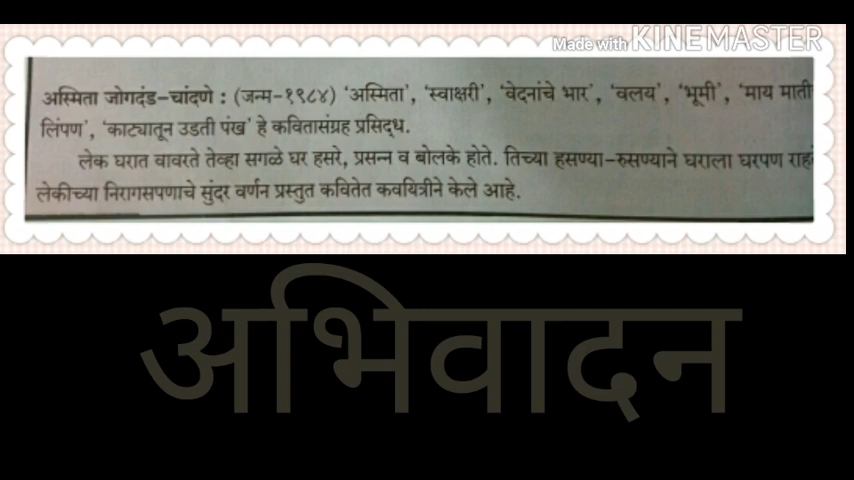 Made with KINEMASTER
अस्मिता जोगदंड-चांदणे : (जन्म-१९८४) 'अस्मिता', 'स्वाक्षरी', 'वेदनांचे भार', 'वलय', 'भूमी', 'माय माती
लिंपण', 'काट्यातून उडती पंख' हे कवितासंग्रह प्रसिद्ध.
लेक घरात वावरते तेव्हा सगळे घर हसरे, प्रसन्न व बोलके होते. तिच्या हसण्या-रुसण्याने घराला घरपण
लेकीच्या निरागसपणाचे सुंदर वर्णन प्रस्तुत कवितेत कवयित्रीने केले आहे.
अभिवादन